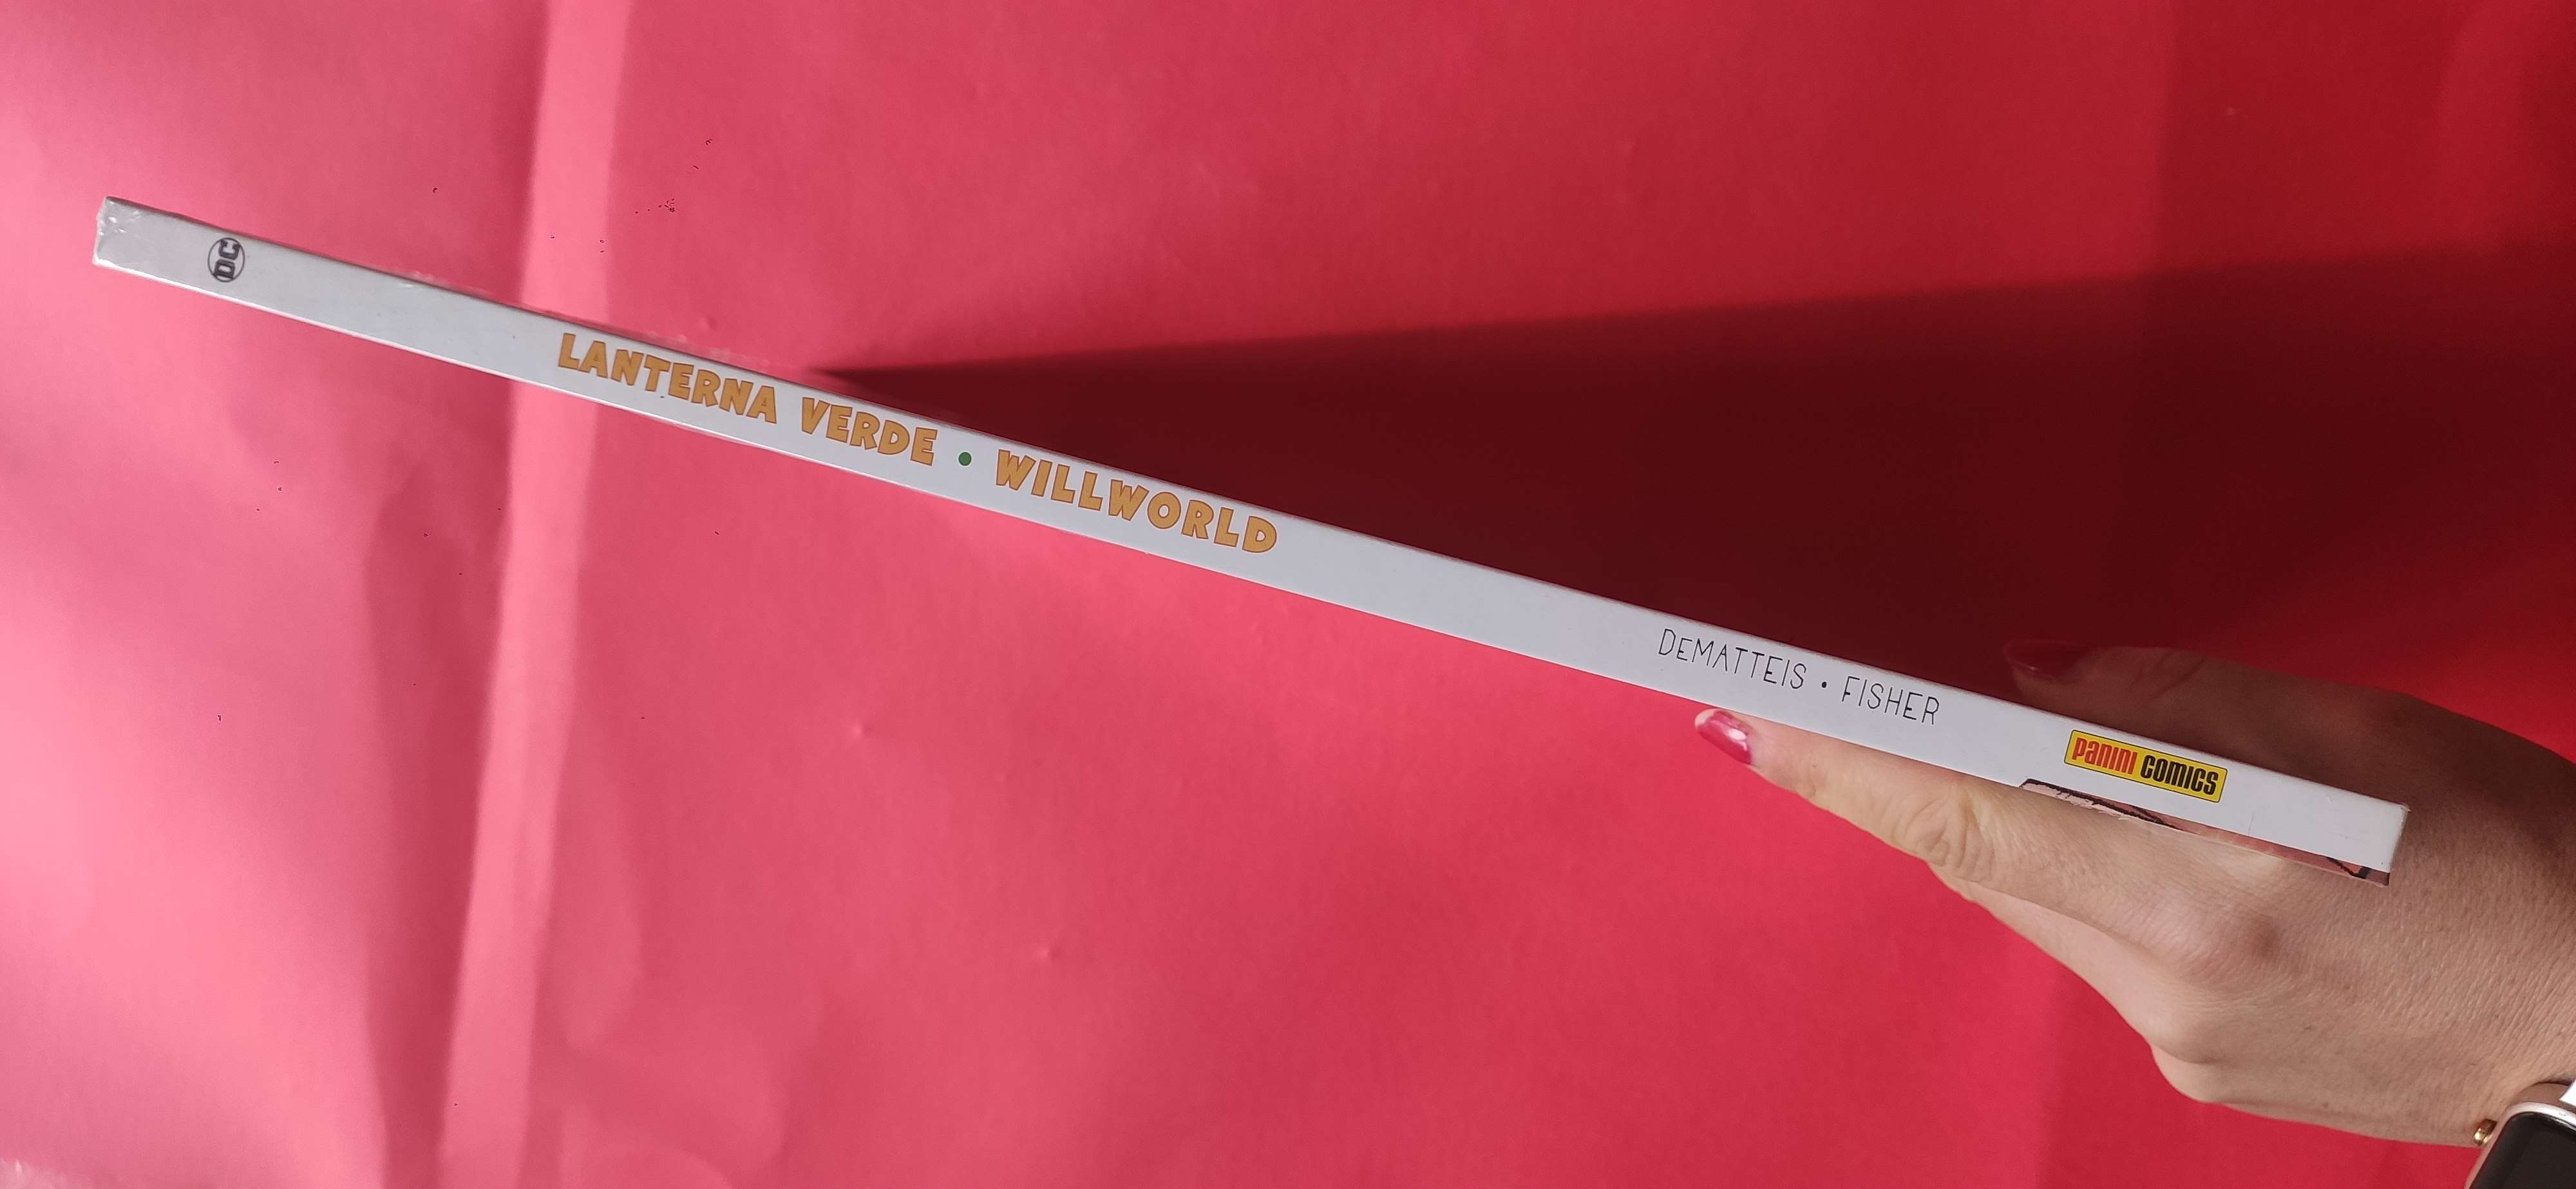 DC
LANTERNA VERDE • WILLWORLD
DEMATTEIS • FISHER
PANINI COMICS